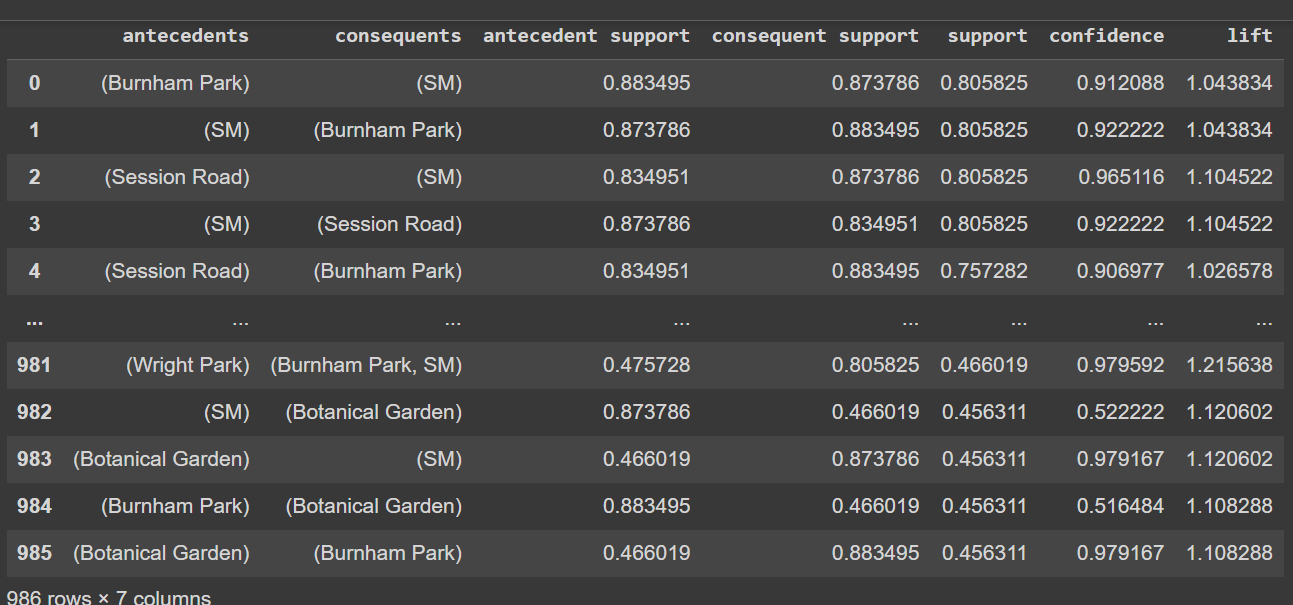 antecedents consequents antecedent support consequent support support confidence lift
0 (Burnham Park) (SM) 0.883495 0.873786 0.805825 0.912088 1.043834
1 (SM) (Burnham Park) 0.873786 0.883495 0.805825 0.922222 1.043834
2 (Session Road) (SM) 0.834951 0.873786 0.805825 0.965116 1.104522
3 (SM) (Session Road) 0.873786 0.834951 0.805825 0.922222 1.104522
4 (Session Road) (Burnham Park) 0.834951 0.883495 0.757282 0.906977 1.026578
... ... ... ... ... ... ... ...
981 (Wright Park) (Burnham Park, SM) 0.475728 0.805825 0.466019 0.979592 1.215638
982 (SM) (Botanical Garden) 0.873786 0.466019 0.456311 0.522222 1.120602
983 (Botanical Garden) (SM) 0.466019 0.873786 0.456311 0.979167 1.120602
984 (Burnham Park) (Botanical Garden) 0.883495 0.466019 0.456311 0.516484 1.108288
985 (Botanical Garden) (Burnham Park) 0.466019 0.883495 0.456311 0.979167 1.108288
986 rows × 7 columns